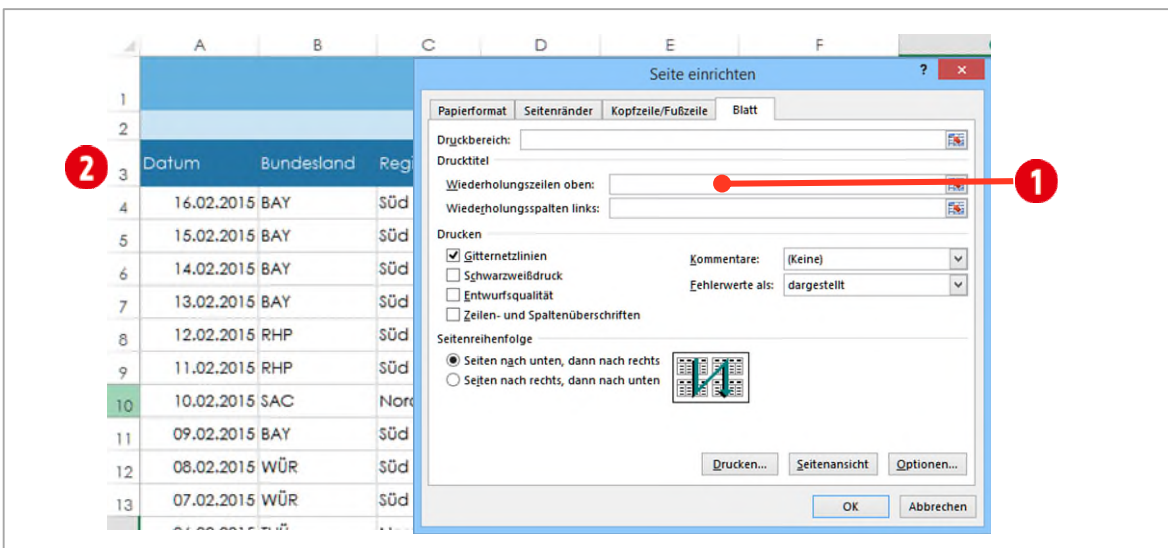 A B C D E F
Seite einrichten ? ×
1
Papierformat Seitenränder Kopfzeile/Fußzeile Blatt
2
Druckbereich:
Drucktitel
2 3 Datum Bundesland Regi
Wiederholungszeilen oben: 1
Wiederholungsspalten links:
4 16.02.2015 BAY Süd
Drucken
5 15.02.2015 BAY Süd
Gitternetzlinien Kommentare: (Keine)
6 14.02.2015 BAY Süd
Schwarzweißdruck Fehlerwerte als: dargestellt
Entwurfsqualität
7 13.02.2015 BAY Süd
Zeilen- und Spaltenüberschriften
8 12.02.2015 RHP Süd
Seitenreihenfolge
9 11.02.2015 RHP Süd
Seiten nach unten, dann nach rechts
Seiten nach rechts, dann nach unten
10 10.02.2015 SAC Nord
11 09.02.2015 BAY Süd
12 08.02.2015 WÜR Süd
Drucken... Seitenansicht Optionen...
13 07.02.2015 WÜR Süd
OK Abbrechen